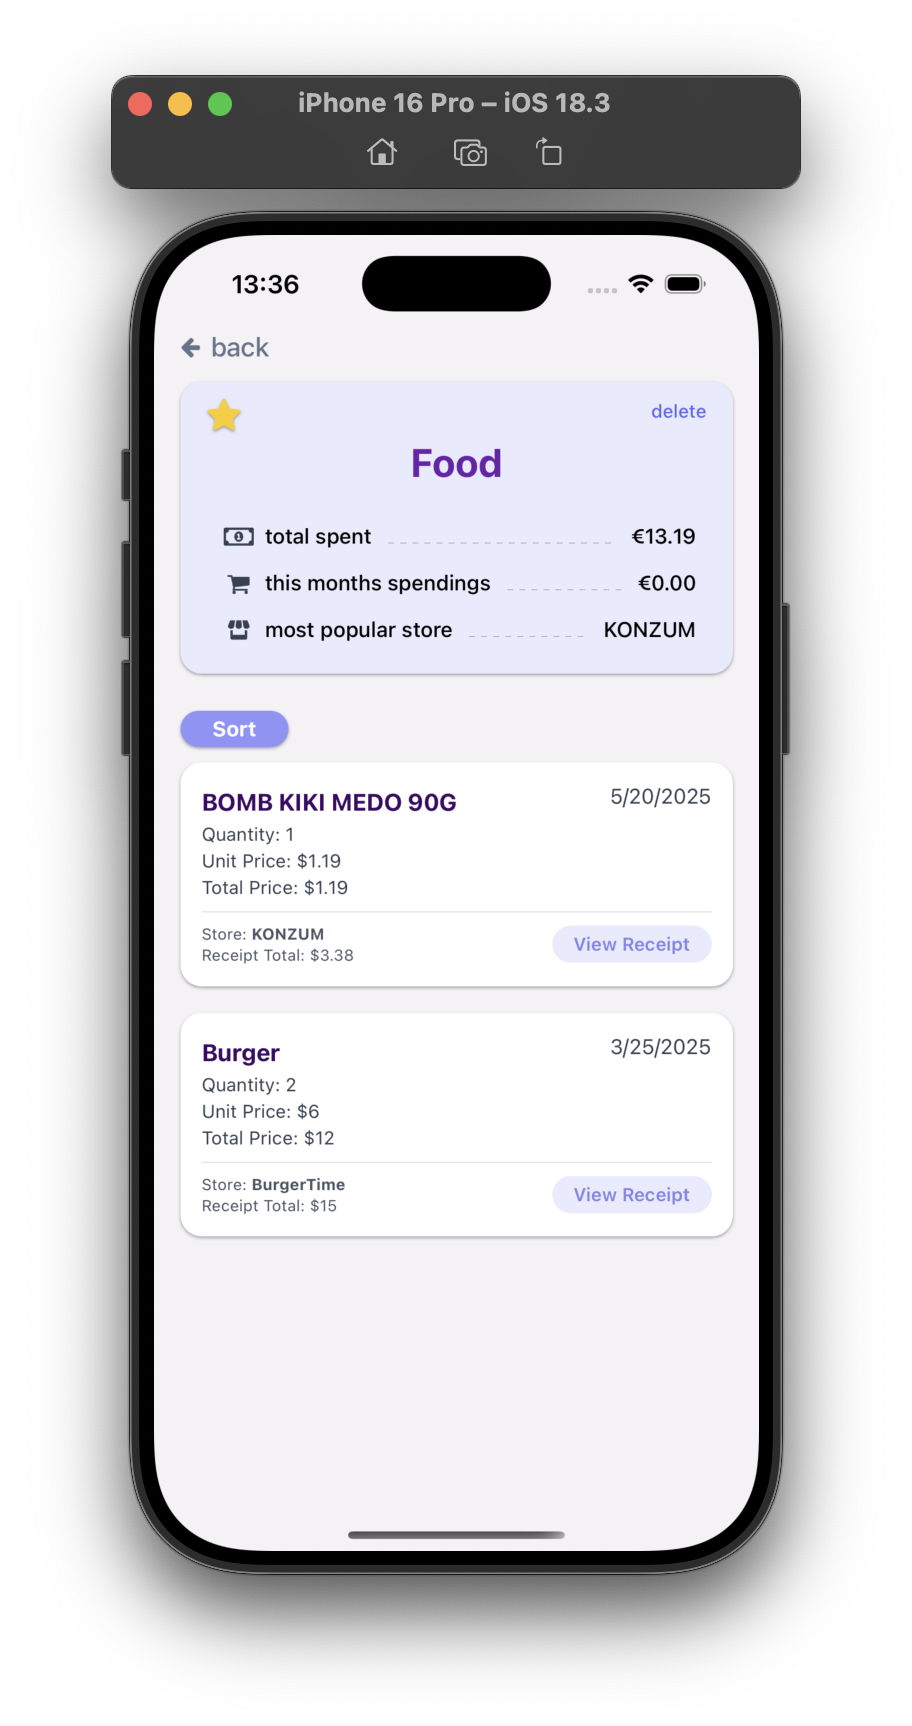 iPhone 16 Pro – iOS 18.3
13:36
back
delete
Food
total spent €13.19
this months spendings €0.00
most popular store KONZUM
Sort
BOMB KIKI MEDO 90G 5/20/2025
Quantity: 1
Unit Price: $1.19
Total Price: $1.19
Store: KONZUM
Receipt Total: $3.38
View Receipt
Burger 3/25/2025
Quantity: 2
Unit Price: $6
Total Price: $12
Store: BurgerTime
Receipt Total: $15
View Receipt